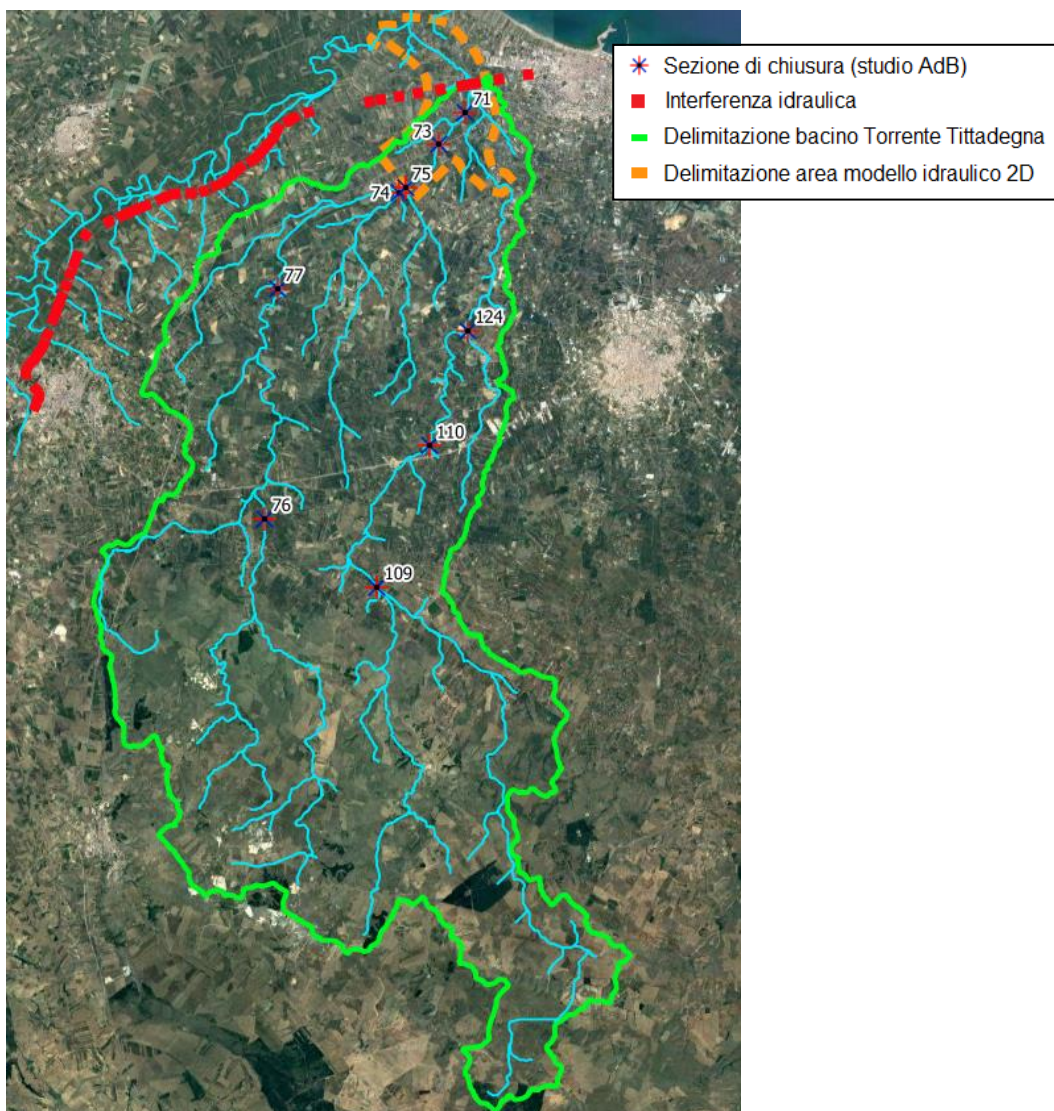 Sezione di chiusura (studio AdB)
Interferenza idraulica
Delimitazione bacino Torrente Tittadegna
Delimitazione area modello idraulico 2D
71
73
75
74
77
124
110
76
109